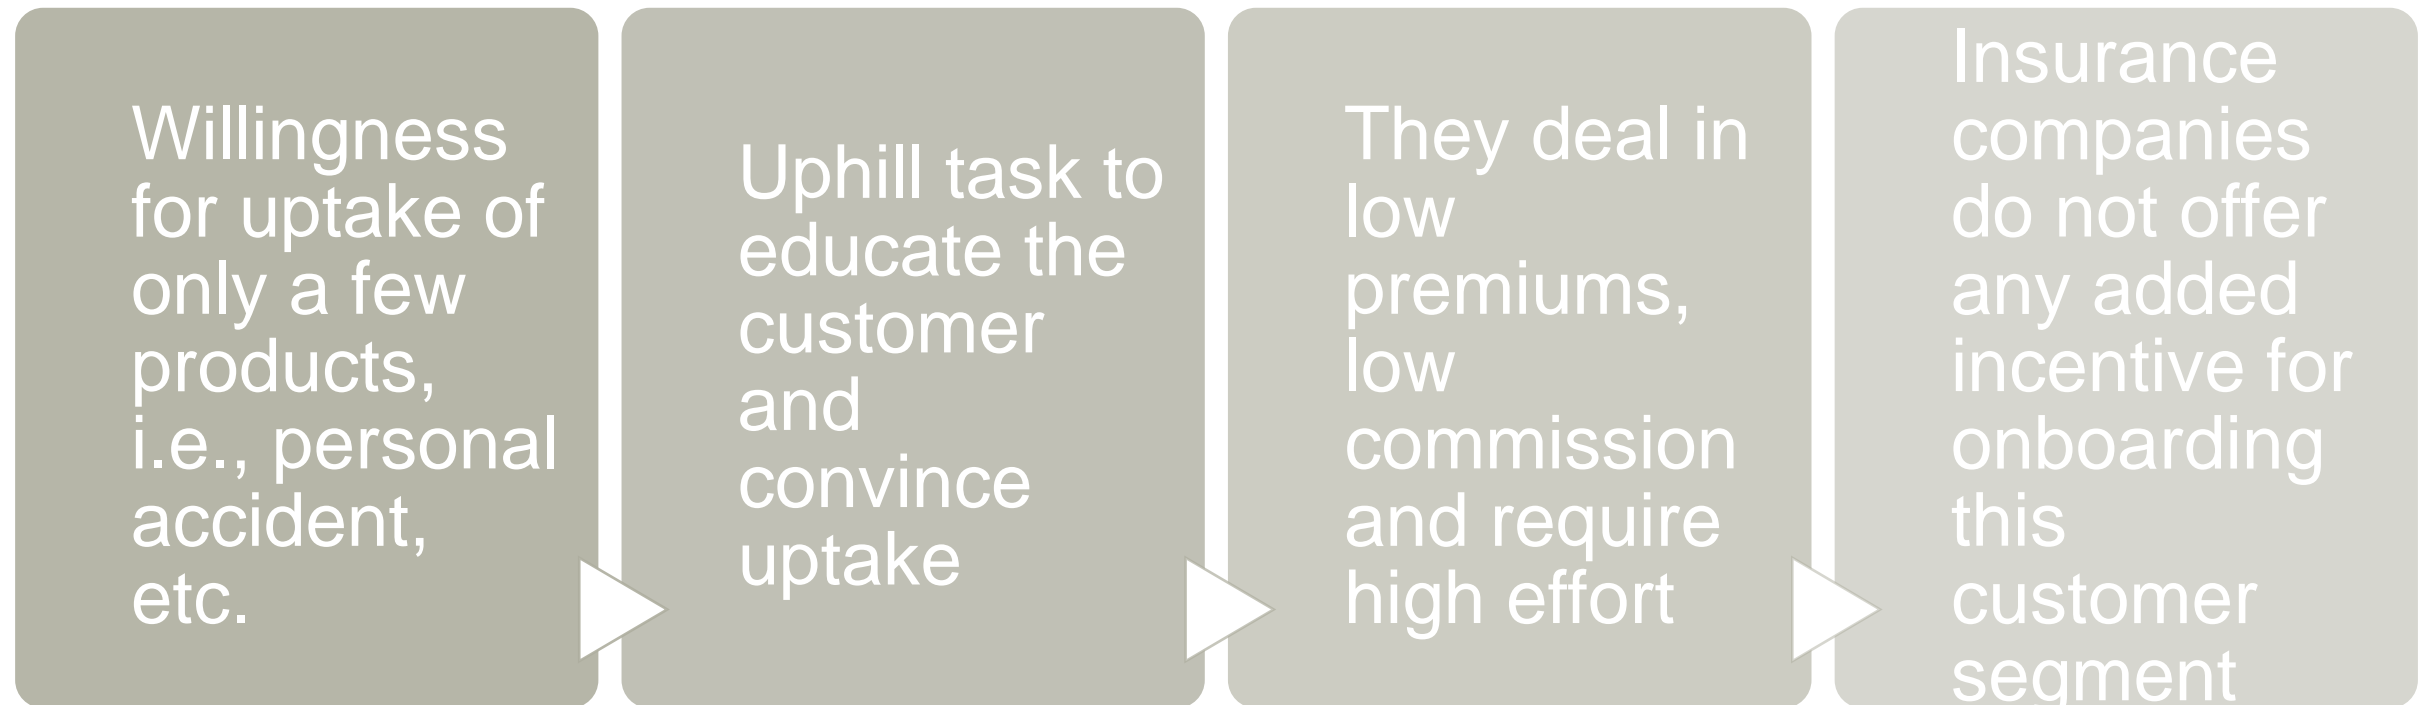 Willingness
for uptake of
only a few
products,
i.e., personal
accident,
etc.
Uphill task to
educate the
customer
and
convince
uptake
They deal in
low
premiums,
low
commission
and require
high effort
Insurance
companies
do not offer
any added
incentive for
onboarding
this
customer
segment